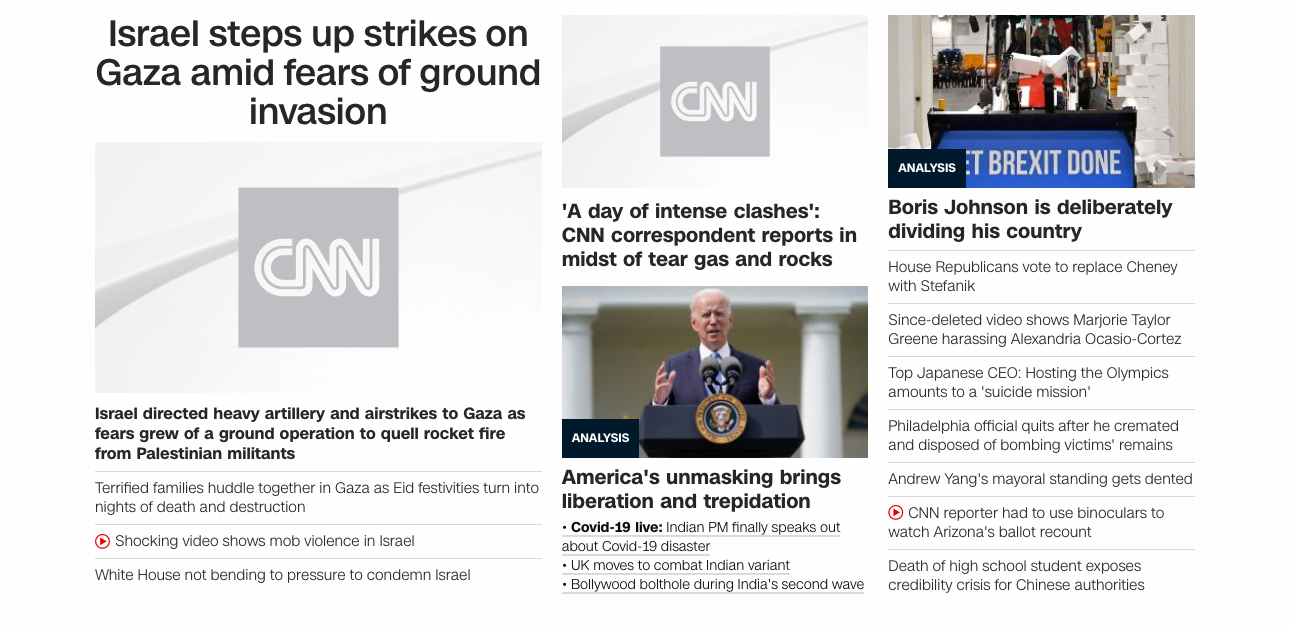 Israel steps up strikes on
Gaza amid fears of ground
invasion
CNN
Israel directed heavy artillery and airstrikes to Gaza as
fears grew of a ground operation to quell rocket fire
from Palestinian militants
Terrified families huddle together in Gaza as Eid festivities turn into
nights of death and destruction
Shocking video shows mob violence in Israel
White House not bending to pressure to condemn Israel
CNN
'A day of intense clashes':
CNN correspondent reports in
midst of tear gas and rocks
ANALYSIS
America's unmasking brings
liberation and trepidation
• Covid-19 live: Indian PM finally speaks out
about Covid-19 disaster
• UK moves to combat Indian variant
• Bollywood bolthole during India's second wave
ET BREXIT DONE
ANALYSIS
Boris Johnson is deliberately
dividing his country
House Republicans vote to replace Cheney
with Stefanik
Since-deleted video shows Marjorie Taylor
Greene harassing Alexandria Ocasio-Cortez
Top Japanese CEO: Hosting the Olympics
amounts to a 'suicide mission'
Philadelphia official quits after he cremated
and disposed of bombing victims' remains
Andrew Yang's mayoral standing gets dented
CNN reporter had to use binoculars to
watch Arizona's ballot recount
Death of high school student exposes
credibility crisis for Chinese authorities